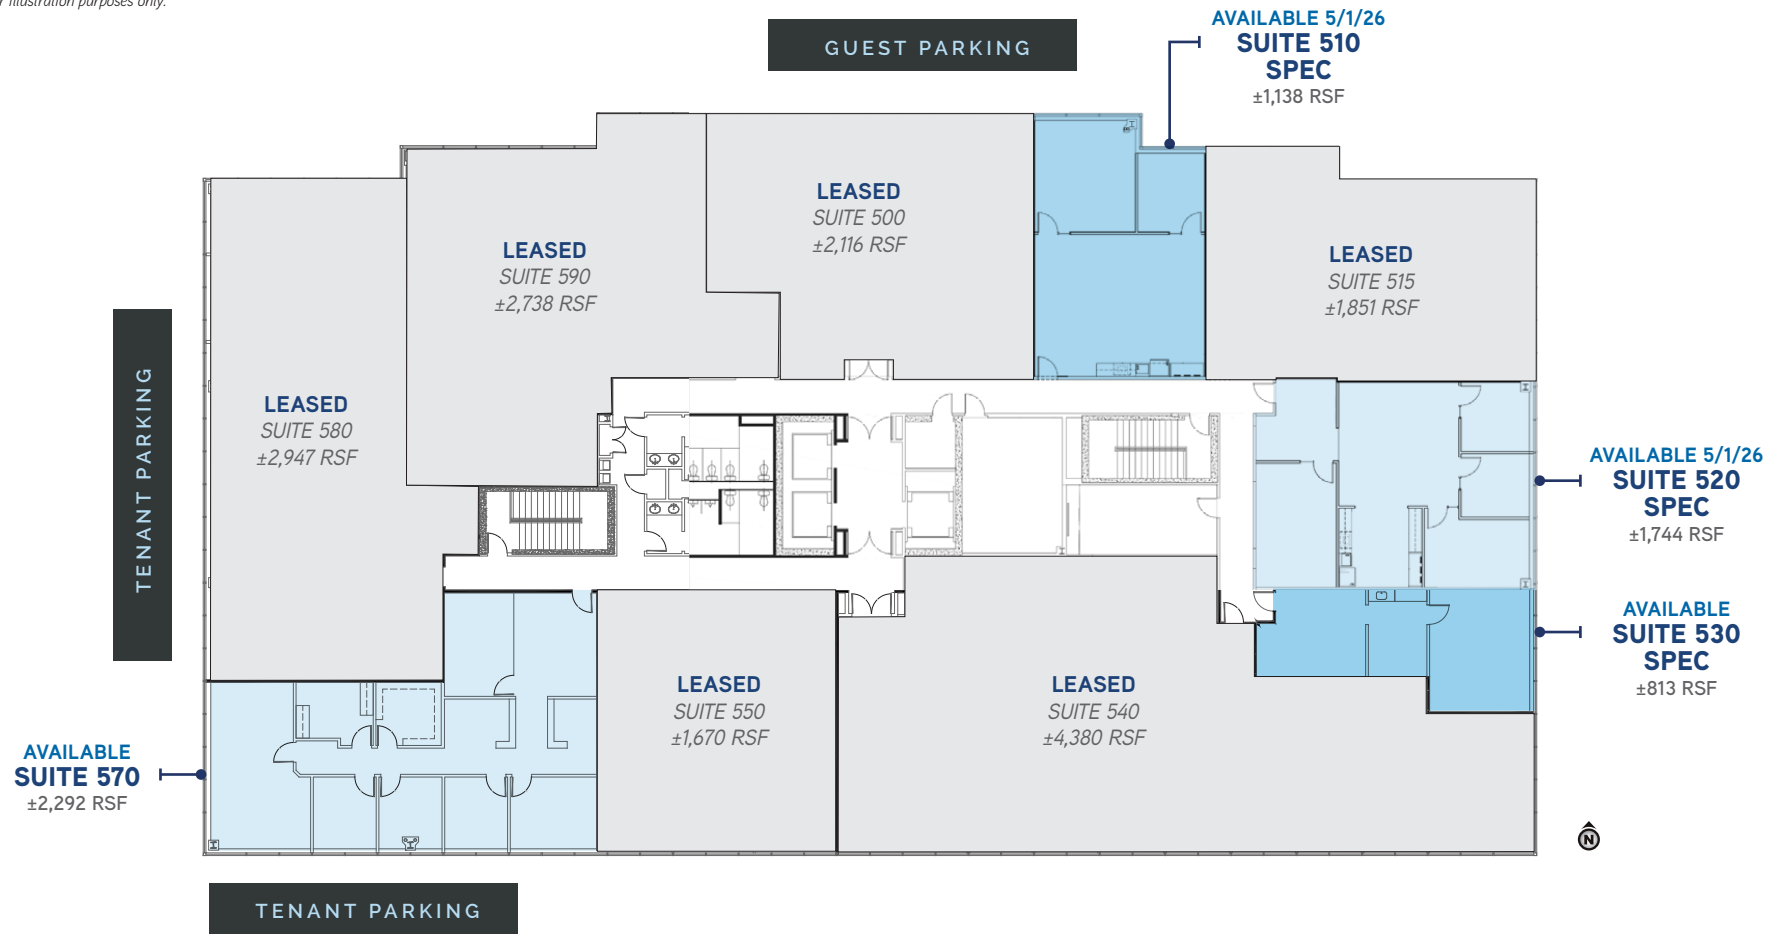 illustration purposes only.
GUEST PARKING
AVAILABLE 5/1/26
SUITE 510
SPEC
±1,138 RSF
LEASED
SUITE 500
±2,116 RSF
LEASED
SUITE 590
±2,738 RSF
LEASED
SUITE 515
±1,851 RSF
TENANT PARKING
LEASED
SUITE 580
±2,947 RSF
AVAILABLE 5/1/26
SUITE 520
SPEC
±1,744 RSF
AVAILABLE
SUITE 530
SPEC
±813 RSF
LEASED
SUITE 550
±1,670 RSF
LEASED
SUITE 540
±4,380 RSF
AVAILABLE
SUITE 570
±2,292 RSF
N
TENANT PARKING